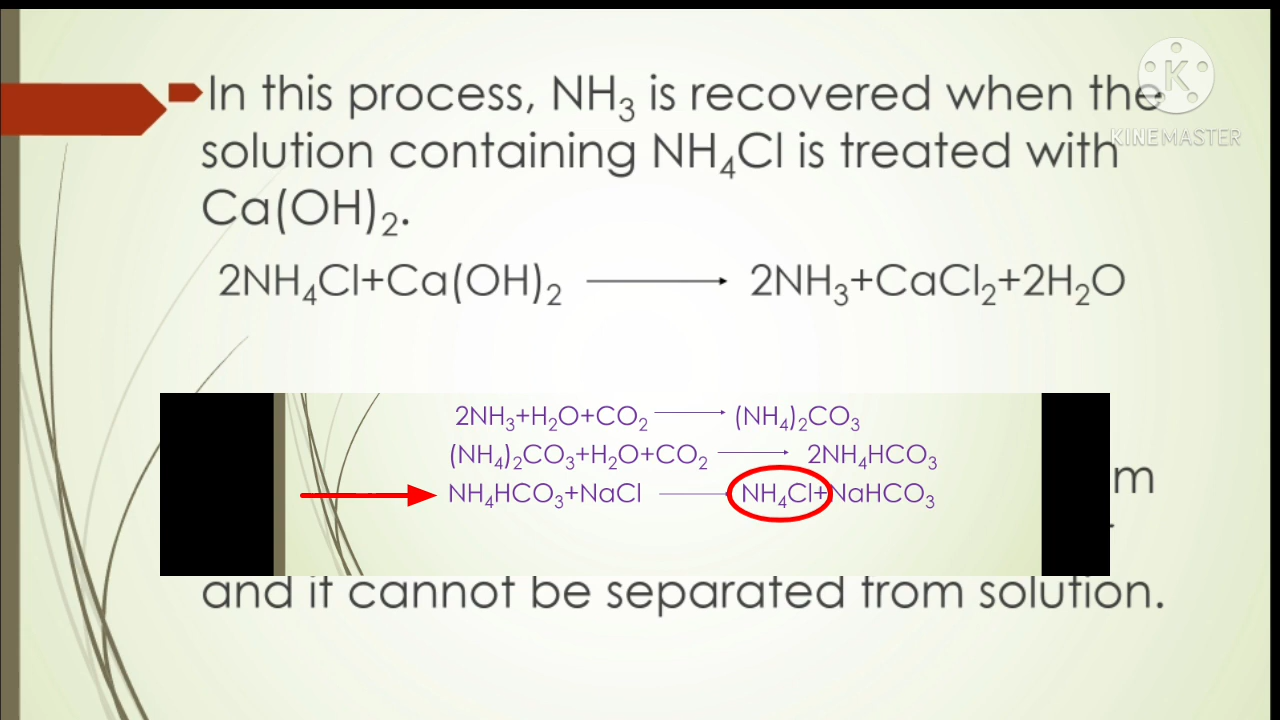 In this process, NH₃ is recovered when the
solution containing NH₄Cl is treated with
Ca(OH)₂.
2NH₄Cl+Ca(OH)₂ ⟶ 2NH₃+CaCl₂+2H₂O
2NH₃+H₂O+CO₂ ⟶ (NH₄)₂CO₃
(NH₄)₂CO₃+H₂O+CO₂ ⟶ 2NH₄HCO₃
NH₄HCO₃+NaCl ⟶ NH₄Cl+NaHCO₃
and it cannot be separated from solution.
K
KINEMASTER